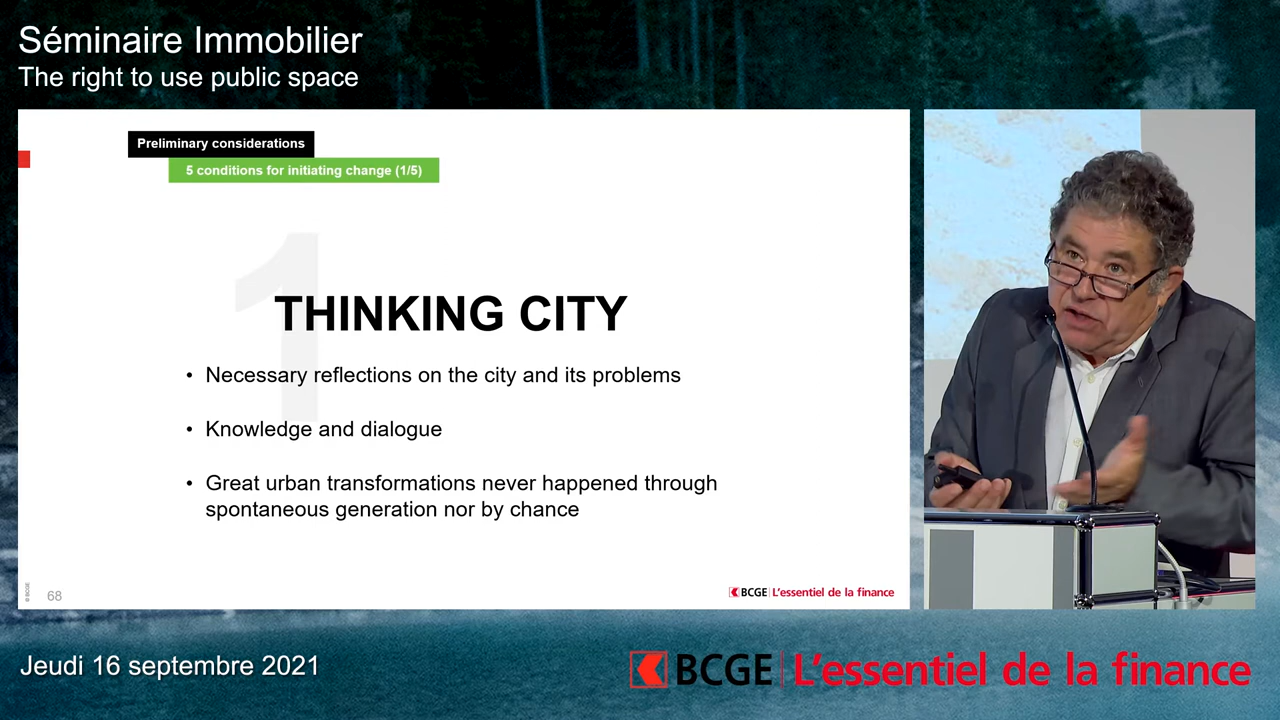 Séminaire Immobilier
The right to use public space
Preliminary considerations
5 conditions for initiating change (1/5)
1
THINKING CITY
• Necessary reflections on the city and its problems
• Knowledge and dialogue
• Great urban transformations never happened through
spontaneous generation nor by chance
© BCGE
68
BCGE L'essentiel de la finance
Jeudi 16 septembre 2021
BCGE L'essentiel de la finance